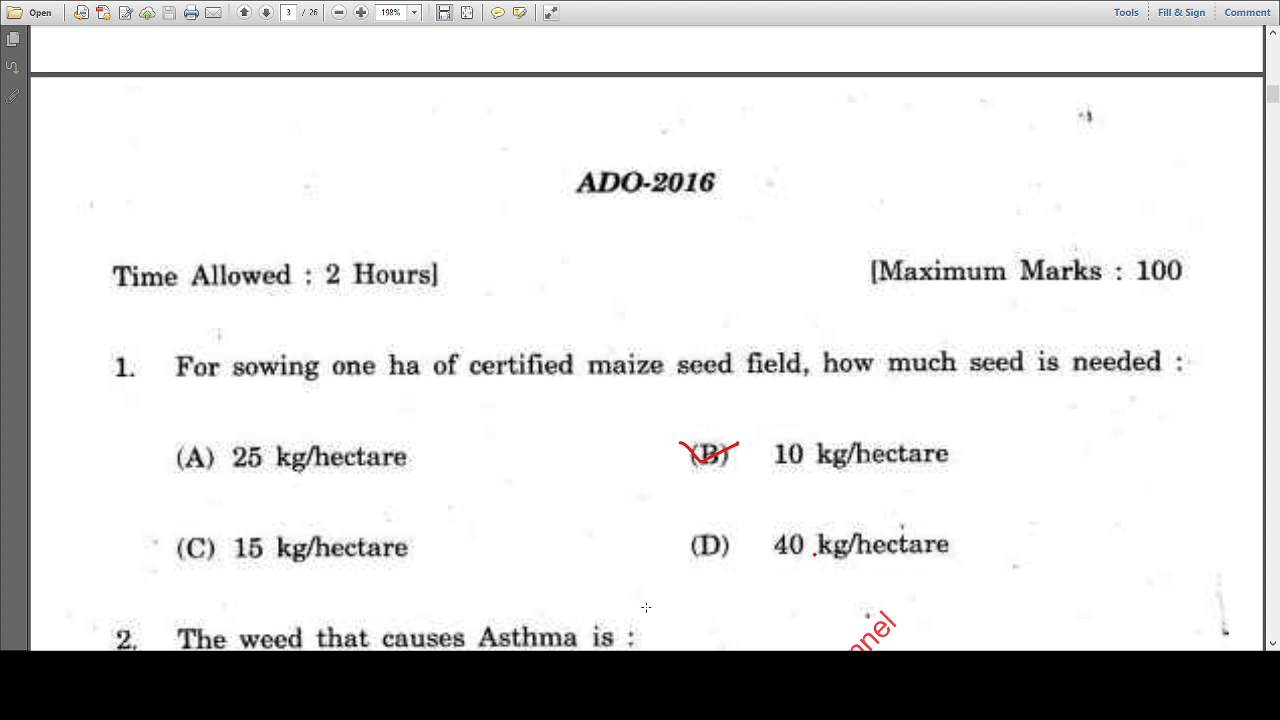 Open
3 / 26
198%
Tools
Fill & Sign
Comment
ADO-2016
Time Allowed : 2 Hours]
[Maximum Marks : 100
1. For sowing one ha of certified maize seed field, how much seed is needed :
(A) 25 kg/hectare
(B) 10 kg/hectare
(C) 15 kg/hectare
(D) 40 kg/hectare
2. The weed that causes Asthma is :